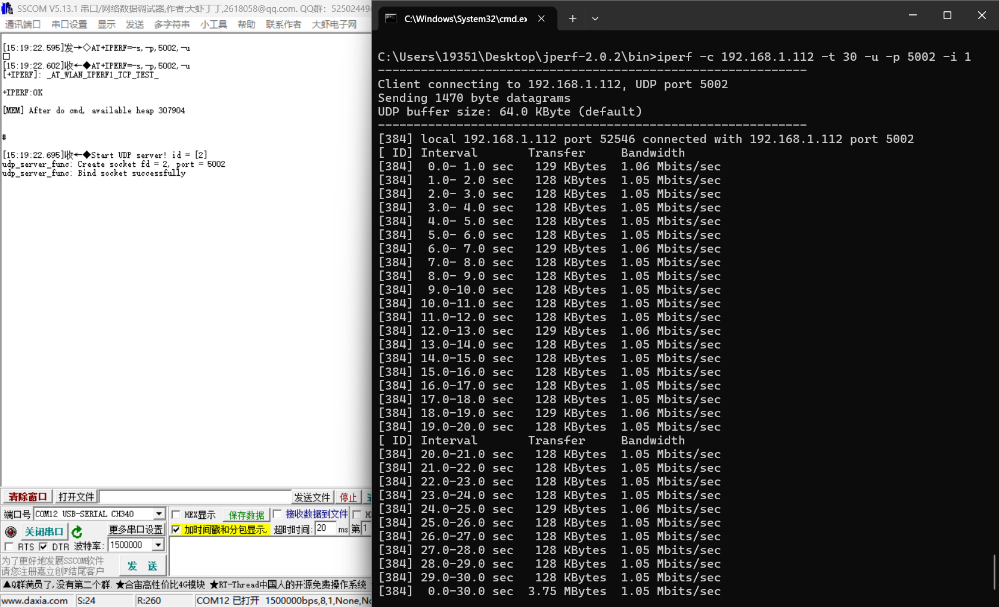 SSCOM V5.13.1 串口/网络数据调试器,作者:大虾丁丁,2618058@qq.com. QQ群: 52502449
通讯端口 串口设置 显示 发送 多字符串 小工具 帮助 联系作者 大虾电子网
[15:19:22.595]发→◇AT+IPERF=-s,-p,5002,-u
□
[15:19:22.602]收←◆AT+IPERF=-s,-p,5002,-u
[+IPERF]: _AT_WLAN_IPERF1_TCP_TEST_
+IPERF:OK
[MEM] After do cmd, available heap 307904
#
[15:19:22.695]收←◆Start UDP server! id = [2]
udp_server_func: Create socket fd = 2, port = 5002
udp_server_func: Bind socket successfully
清除窗口 打开文件 发送文件 停止
端口号 COM12 USB-SERIAL CH340 HEX显示 保存数据 接收数据到文件
关闭串口 更多串口设置 加时间戳和分包显示, 超时时间: 20 ms 第 1
RTS DTR 波特率: 1500000
为了更好地发展SSCOM软件
请您注册嘉立创F结尾客户
发 送
▲Q群满员了,没有第二个群. ★合宙高性价比4G模块 ★RT-Thread中国人的开源免费操作系统
www.daxia.com S:24 R:260 COM12 已打开 1500000bps,8,1,None,No
C:\Windows\System32\cmd.ex
C:\Users\19351\Desktop\jperf-2.0.2\bin>iperf -c 192.168.1.112 -t 30 -u -p 5002 -i 1
------------------------------------------------------------
Client connecting to 192.168.1.112, UDP port 5002
Sending 1470 byte datagrams
UDP buffer size: 64.0 KByte (default)
------------------------------------------------------------
[384] local 192.168.1.112 port 52546 connected with 192.168.1.112 port 5002
[ ID] Interval Transfer Bandwidth
[384] 0.0- 1.0 sec 129 KBytes 1.06 Mbits/sec
[384] 1.0- 2.0 sec 128 KBytes 1.05 Mbits/sec
[384] 2.0- 3.0 sec 128 KBytes 1.05 Mbits/sec
[384] 3.0- 4.0 sec 128 KBytes 1.05 Mbits/sec
[384] 4.0- 5.0 sec 128 KBytes 1.05 Mbits/sec
[384] 5.0- 6.0 sec 128 KBytes 1.05 Mbits/sec
[384] 6.0- 7.0 sec 129 KBytes 1.06 Mbits/sec
[384] 7.0- 8.0 sec 128 KBytes 1.05 Mbits/sec
[384] 8.0- 9.0 sec 128 KBytes 1.05 Mbits/sec
[384] 9.0-10.0 sec 128 KBytes 1.05 Mbits/sec
[384] 10.0-11.0 sec 128 KBytes 1.05 Mbits/sec
[384] 11.0-12.0 sec 128 KBytes 1.05 Mbits/sec
[384] 12.0-13.0 sec 129 KBytes 1.06 Mbits/sec
[384] 13.0-14.0 sec 128 KBytes 1.05 Mbits/sec
[384] 14.0-15.0 sec 128 KBytes 1.05 Mbits/sec
[384] 15.0-16.0 sec 128 KBytes 1.05 Mbits/sec
[384] 16.0-17.0 sec 128 KBytes 1.05 Mbits/sec
[384] 17.0-18.0 sec 128 KBytes 1.05 Mbits/sec
[384] 18.0-19.0 sec 129 KBytes 1.06 Mbits/sec
[384] 19.0-20.0 sec 128 KBytes 1.05 Mbits/sec
[ ID] Interval Transfer Bandwidth
[384] 20.0-21.0 sec 128 KBytes 1.05 Mbits/sec
[384] 21.0-22.0 sec 128 KBytes 1.05 Mbits/sec
[384] 22.0-23.0 sec 128 KBytes 1.05 Mbits/sec
[384] 23.0-24.0 sec 128 KBytes 1.05 Mbits/sec
[384] 24.0-25.0 sec 129 KBytes 1.06 Mbits/sec
[384] 25.0-26.0 sec 128 KBytes 1.05 Mbits/sec
[384] 26.0-27.0 sec 128 KBytes 1.05 Mbits/sec
[384] 27.0-28.0 sec 128 KBytes 1.05 Mbits/sec
[384] 28.0-29.0 sec 128 KBytes 1.05 Mbits/sec
[384] 29.0-30.0 sec 128 KBytes 1.05 Mbits/sec
[384] 0.0-30.0 sec 3.75 MBytes 1.05 Mbits/sec